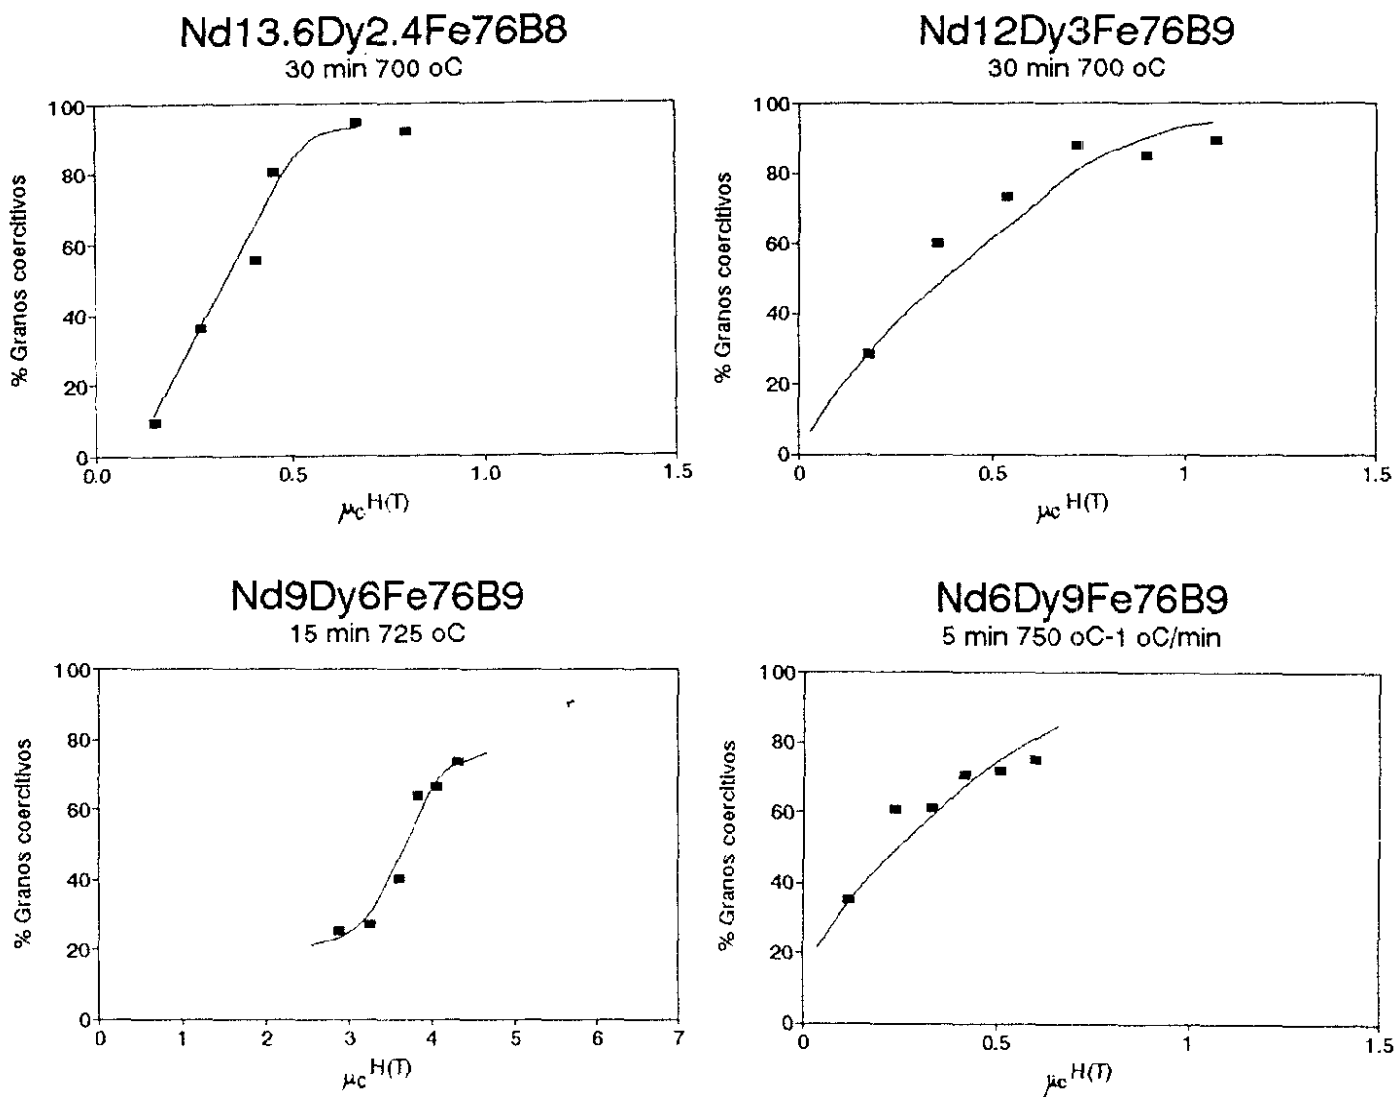 Nd13.6Dy2.4Fe76B8
30 min 700 oC
100
80
60
40
20
0
% Granos coercitivos
0.0 0.5 1.0 1.5
μcH(T)
Nd12Dy3Fe76B9
30 min 700 oC
100
80
60
40
20
0
% Granos coercitivos
0 0.5 1 1.5
μcH(T)
Nd9Dy6Fe76B9
15 min 725 oC
100
80
60
40
20
0
% Granos coercitivos
0 1 2 3 4 5 6 7
μcH(T)
Nd6Dy9Fe76B9
5 min 750 oC-1 oC/min
100
80
60
40
20
0
% Granos coercitivos
0 0.5 1 1.5
μcH(T)